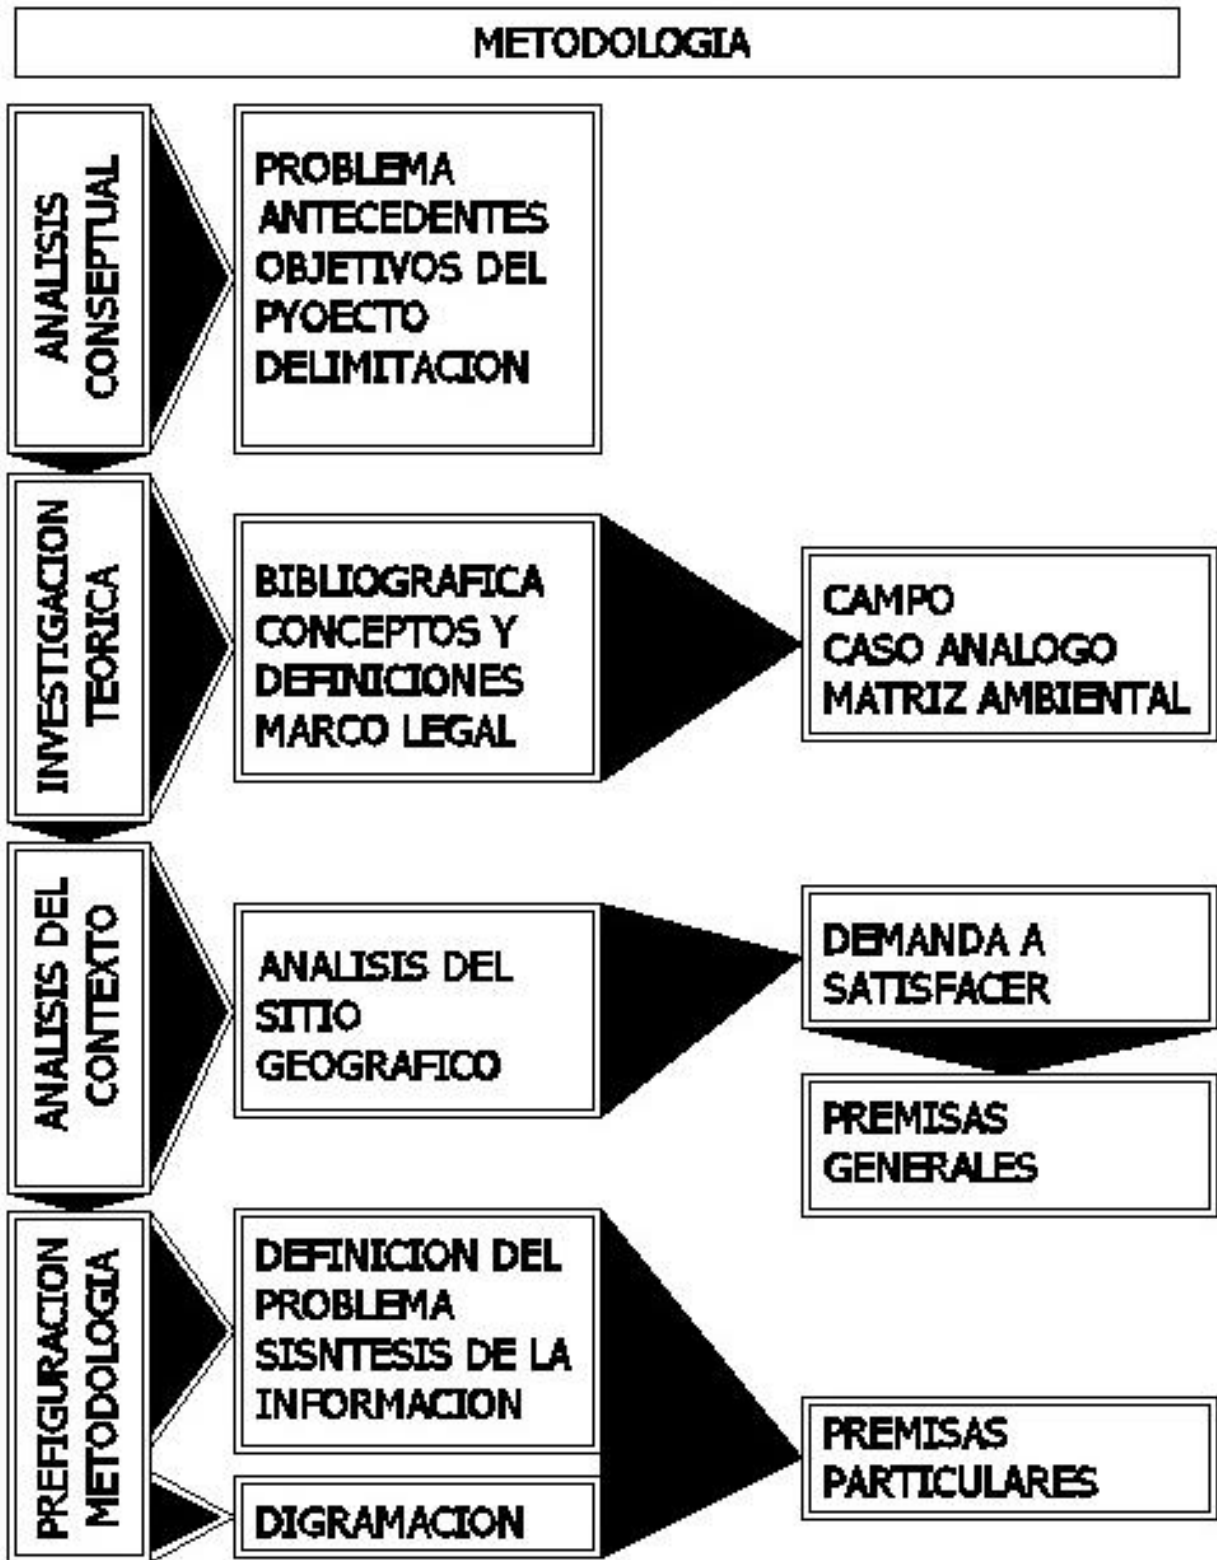 METODOLOGIA
ANALISIS
CONSEPTUAL
PROBLEMA
ANTECEDENTES
OBJETIVOS DEL
PYOECTO
DELIMITACION
INVESTIGACION
TEORICA
BIBLIOGRAFICA
CONCEPTOS Y
DEFINICIONES
MARCO LEGAL
CAMPO
CASO ANALOGO
MATRIZ AMBIENTAL
ANALISIS DEL
CONTEXTO
ANALISIS DEL
SITIO
GEOGRAFICO
DEMANDA A
SATISFACER
PREMISAS
GENERALES
PREFIGURACION
METODOLOGIA
DEFINICION DEL
PROBLEMA
SISNTESIS DE LA
INFORMACION
DIGRAMACION
PREMISAS
PARTICULARES